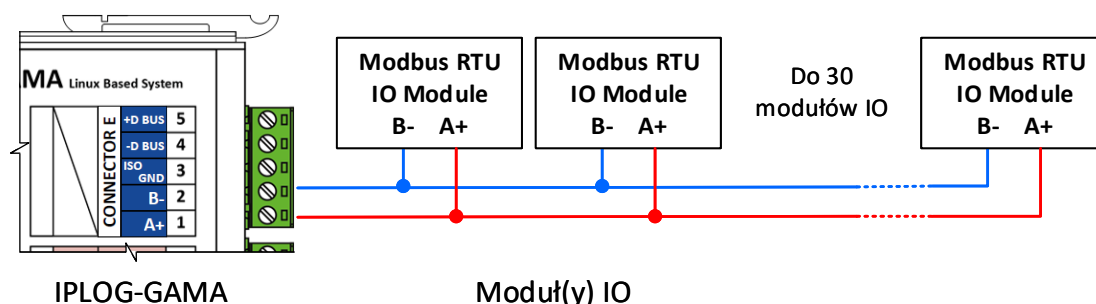 MA Linux Based System
CONNECTOR E
+D BUS 5
-D BUS 4
ISO
GND 3
B- 2
A+ 1
Modbus RTU
IO Module
B- A+
Modbus RTU
IO Module
B- A+
Do 30
modułów IO
Modbus RTU
IO Module
B- A+
IPLOG-GAMA
Moduł(y) IO